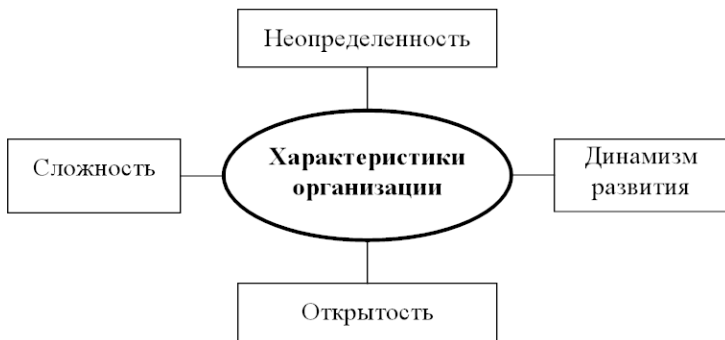 Неопределенность
Сложность
Характеристики
организации
Динамизм
развития
Открытость